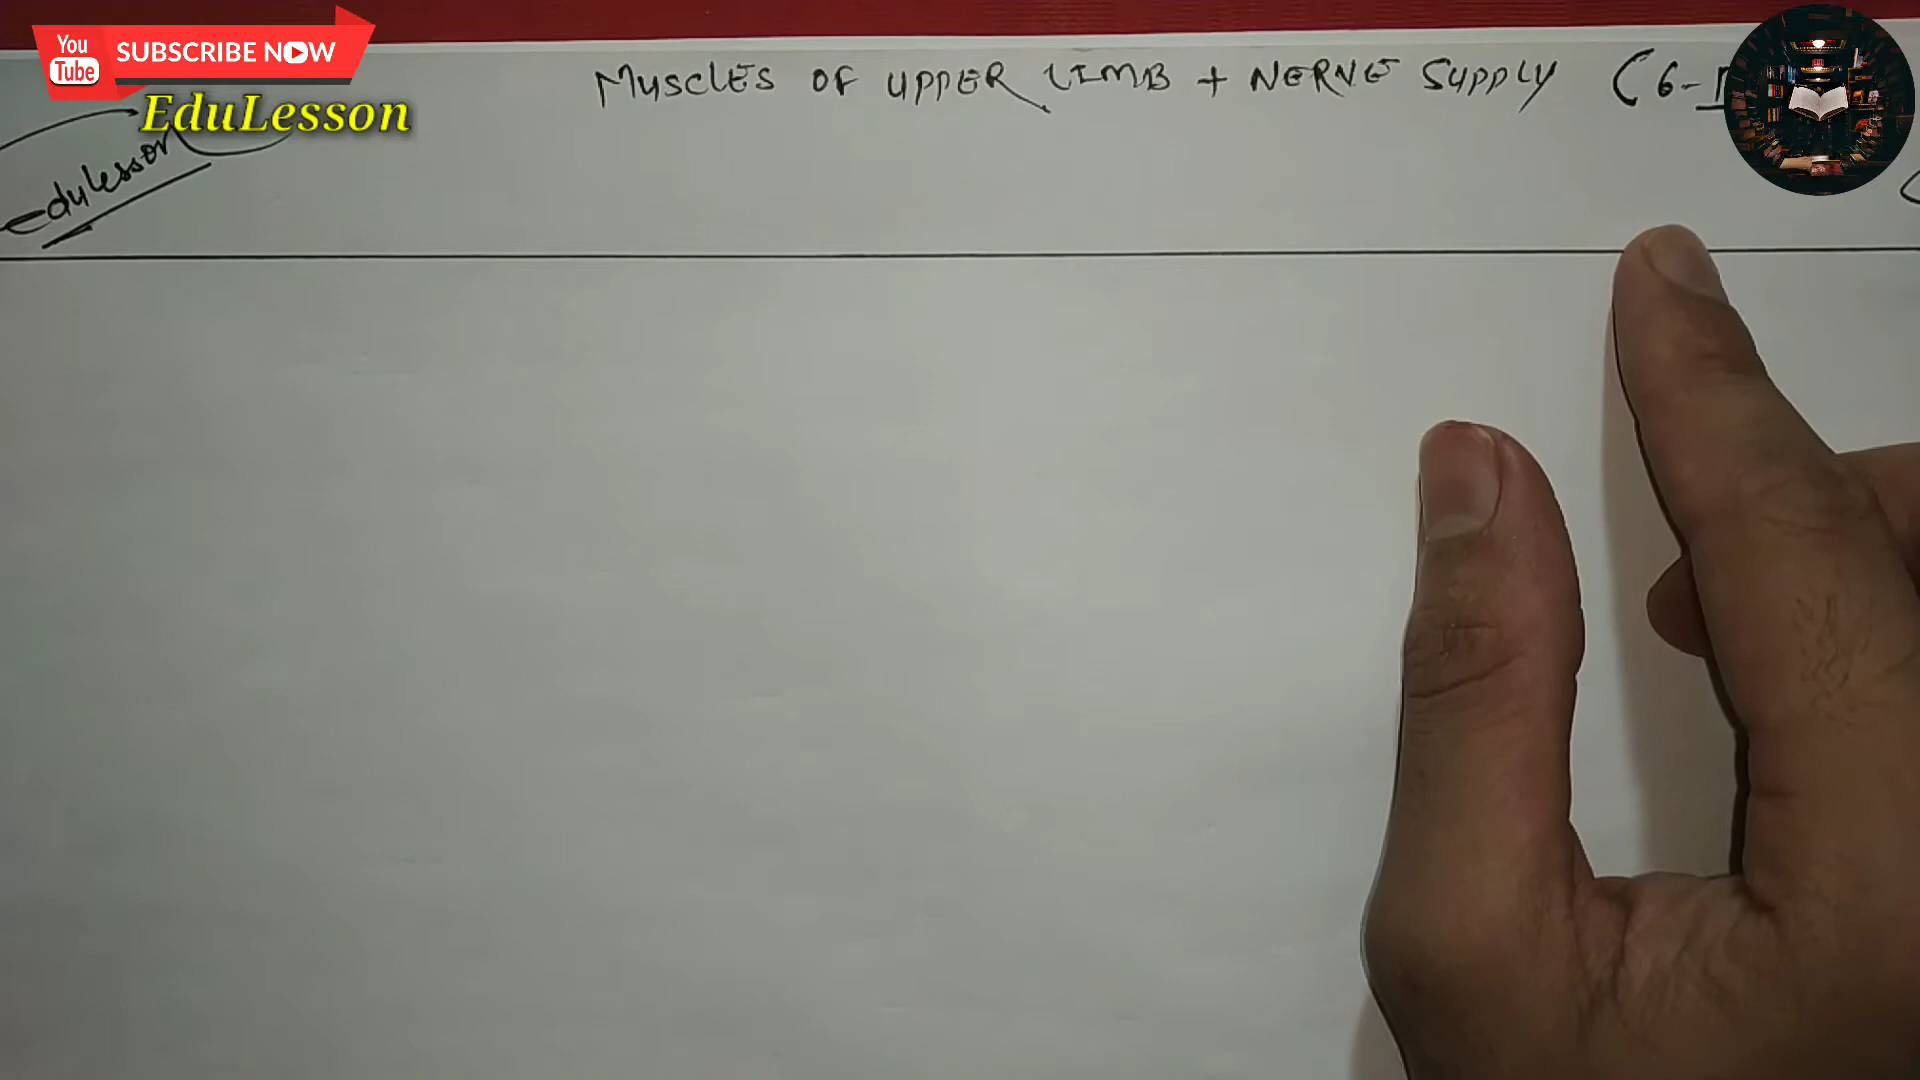 You Tube SUBSCRIBE NOW
EduLesson
MUSCLES OF UPPER LIMB + NERVE SUPPLY (6-
edulesson